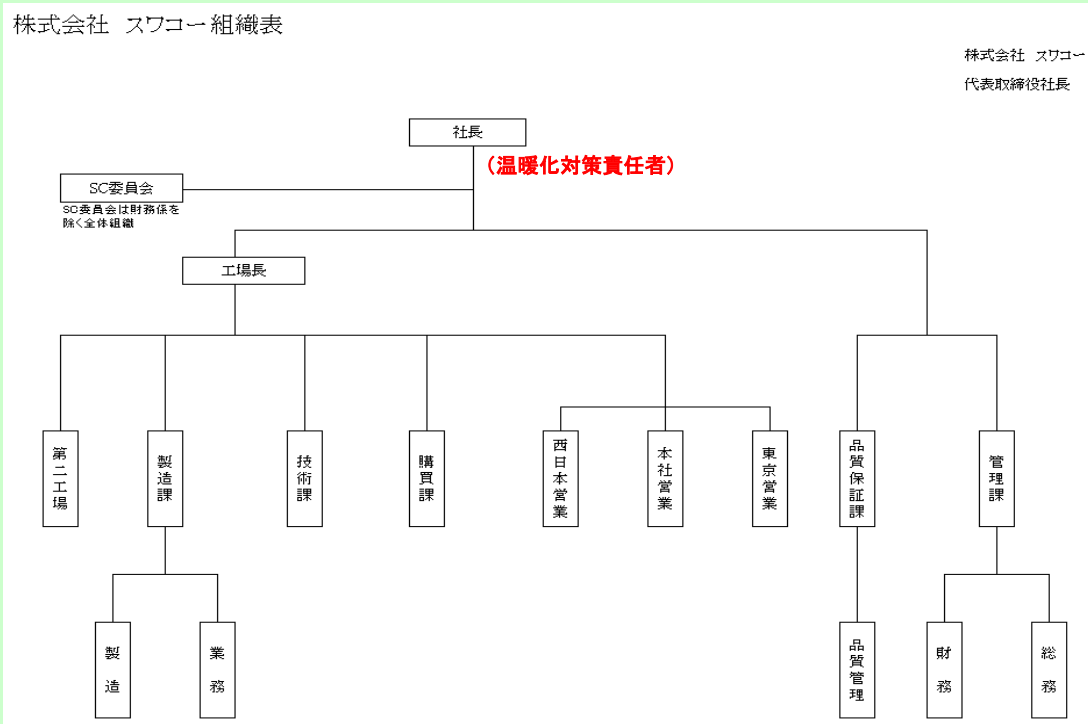 株式会社 スワコー組織表
株式会社 スワコー
代表取締役社長
社長
(温暖化対策責任者)
SC委員会
SC委員会は財務係を
除く全体組織
工場長
第二工場
製造課
技術課
購買課
西日本営業
本社営業
東京営業
品質保証課
管理課
製造
業務
品質管理
財務
総務